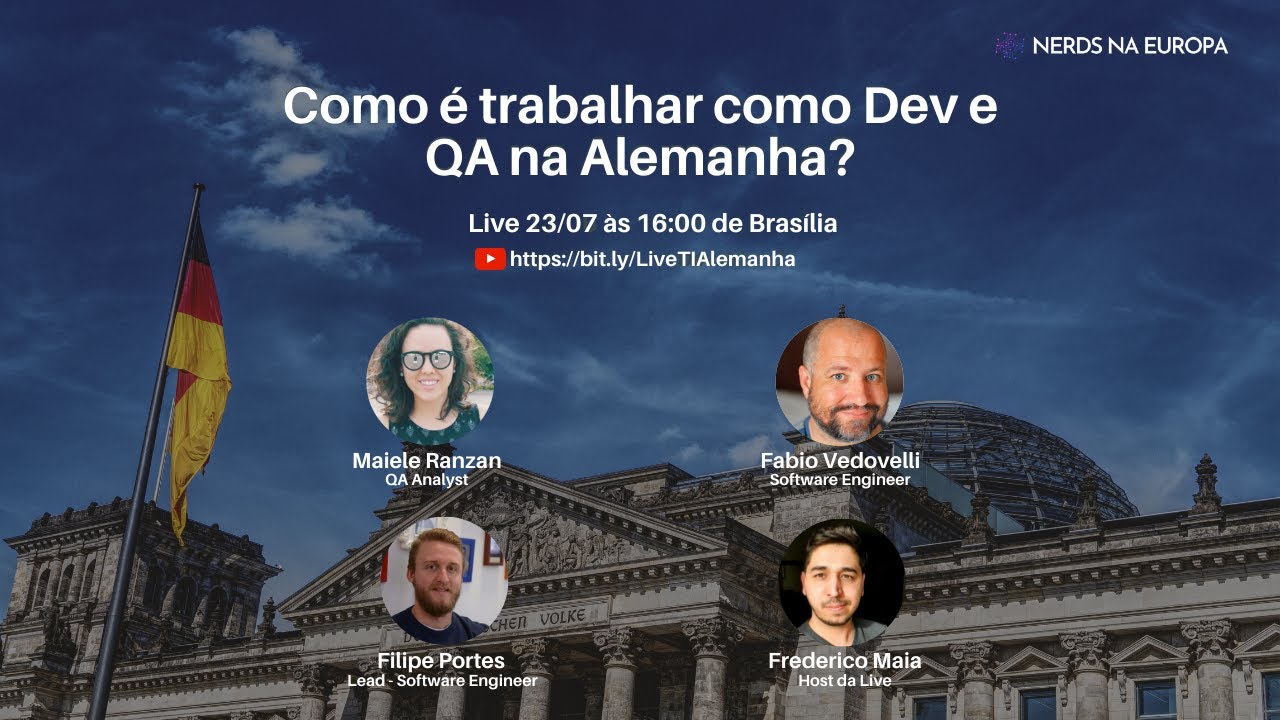 NERDS NA EUROPA
Como é trabalhar como Dev e
QA na Alemanha?
Live 23/07 às 16:00 de Brasília
https://bit.ly/LiveTIAlemanha
Maiele Ranzan
QA Analyst
Fabio Vedovelli
Software Engineer
CHEN VOLKE
Filipe Portes
Lead - Software Engineer
Frederico Maia
Host da Live